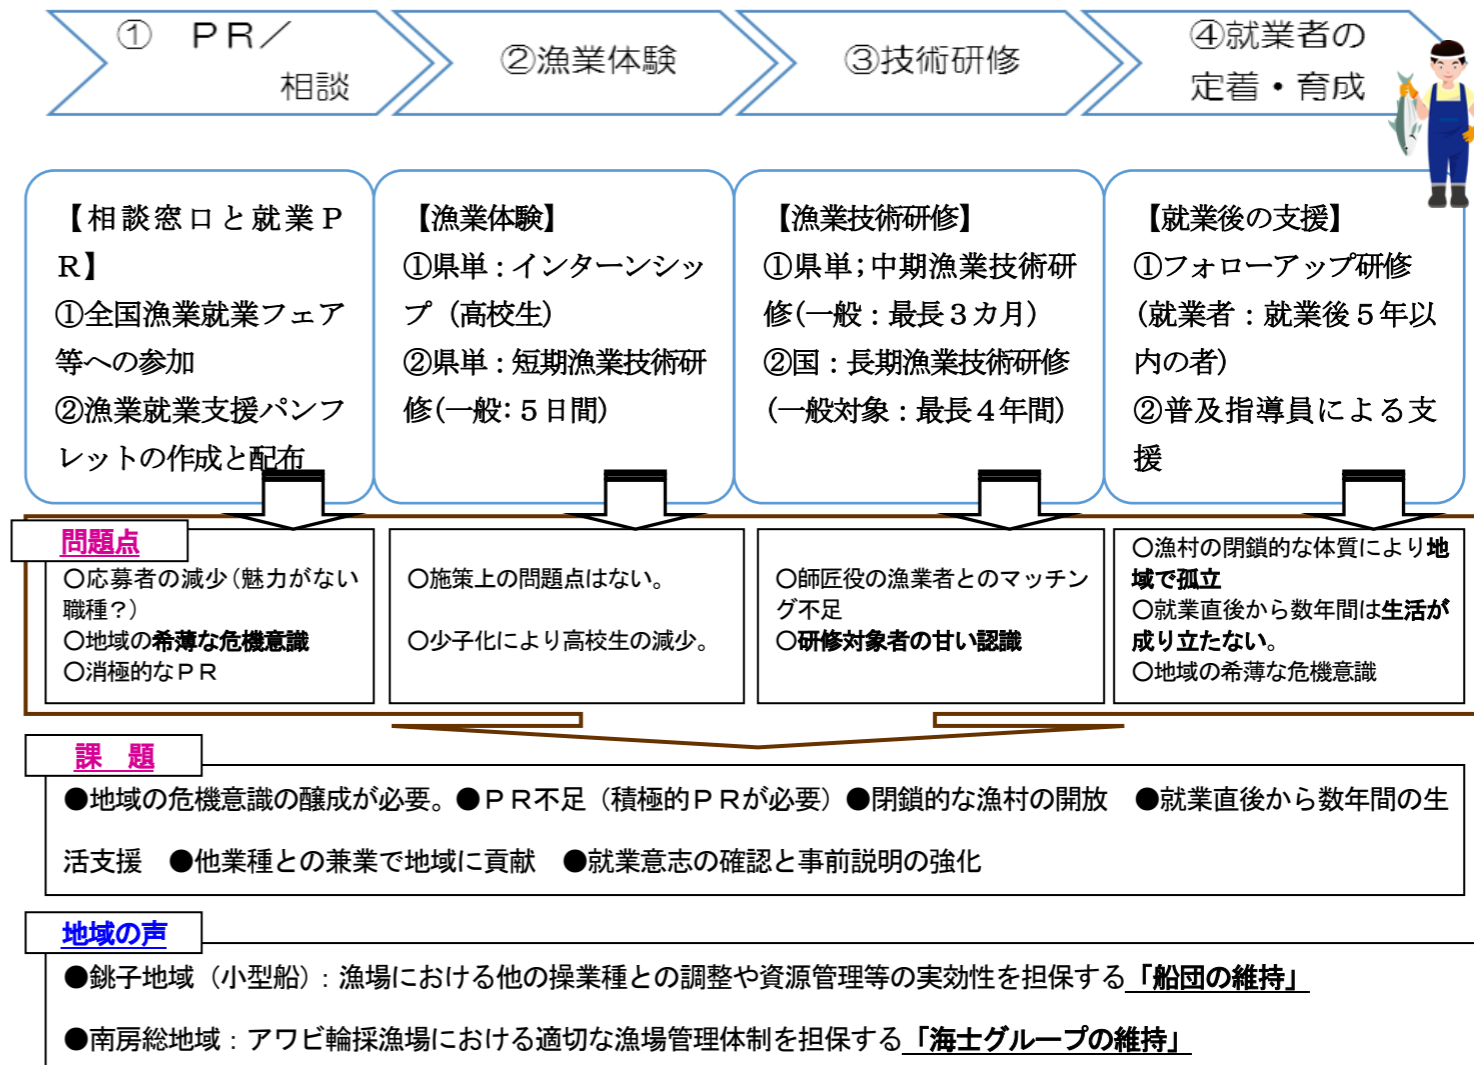 ① ＰＲ／
相談
②漁業体験
③技術研修
④就業者の
定着・育成
【相談窓口と就業Ｐ
Ｒ】
①全国漁業就業フェア
等への参加
②漁業就業支援パンフ
レットの作成と配布
【漁業体験】
①県単：インターンシッ
プ（高校生）
②県単：短期漁業技術研
修(一般：５日間)
【漁業技術研修】
①県単；中期漁業技術研
修(一般：最長３カ月)
②国：長期漁業技術研修
(一般対象：最長４年間)
【就業後の支援】
①フォローアップ研修
(就業者：就業後５年以
内の者)
②普及指導員による支
援
問題点
○応募者の減少(魅力がない
職種？)
○地域の希薄な危機意識
○消極的なＰＲ
○施策上の問題点はない。
○少子化により高校生の減少。
○師匠役の漁業者とのマッチン
グ不足
○研修対象者の甘い認識
○漁村の閉鎖的な体質により地
域で孤立
○就業直後から数年間は生活が
成り立たない。
○地域の希薄な危機意識
課　題
●地域の危機意識の醸成が必要。●ＰＲ不足（積極的ＰＲが必要）●閉鎖的な漁村の開放　●就業直後から数年間の生
活支援　●他業種との兼業で地域に貢献　●就業意志の確認と事前説明の強化
地域の声
●銚子地域（小型船）：漁場における他の操業種との調整や資源管理等の実効性を担保する「船団の維持」
●南房総地域：アワビ輪採漁場における適切な漁場管理体制を担保する「海士グループの維持」